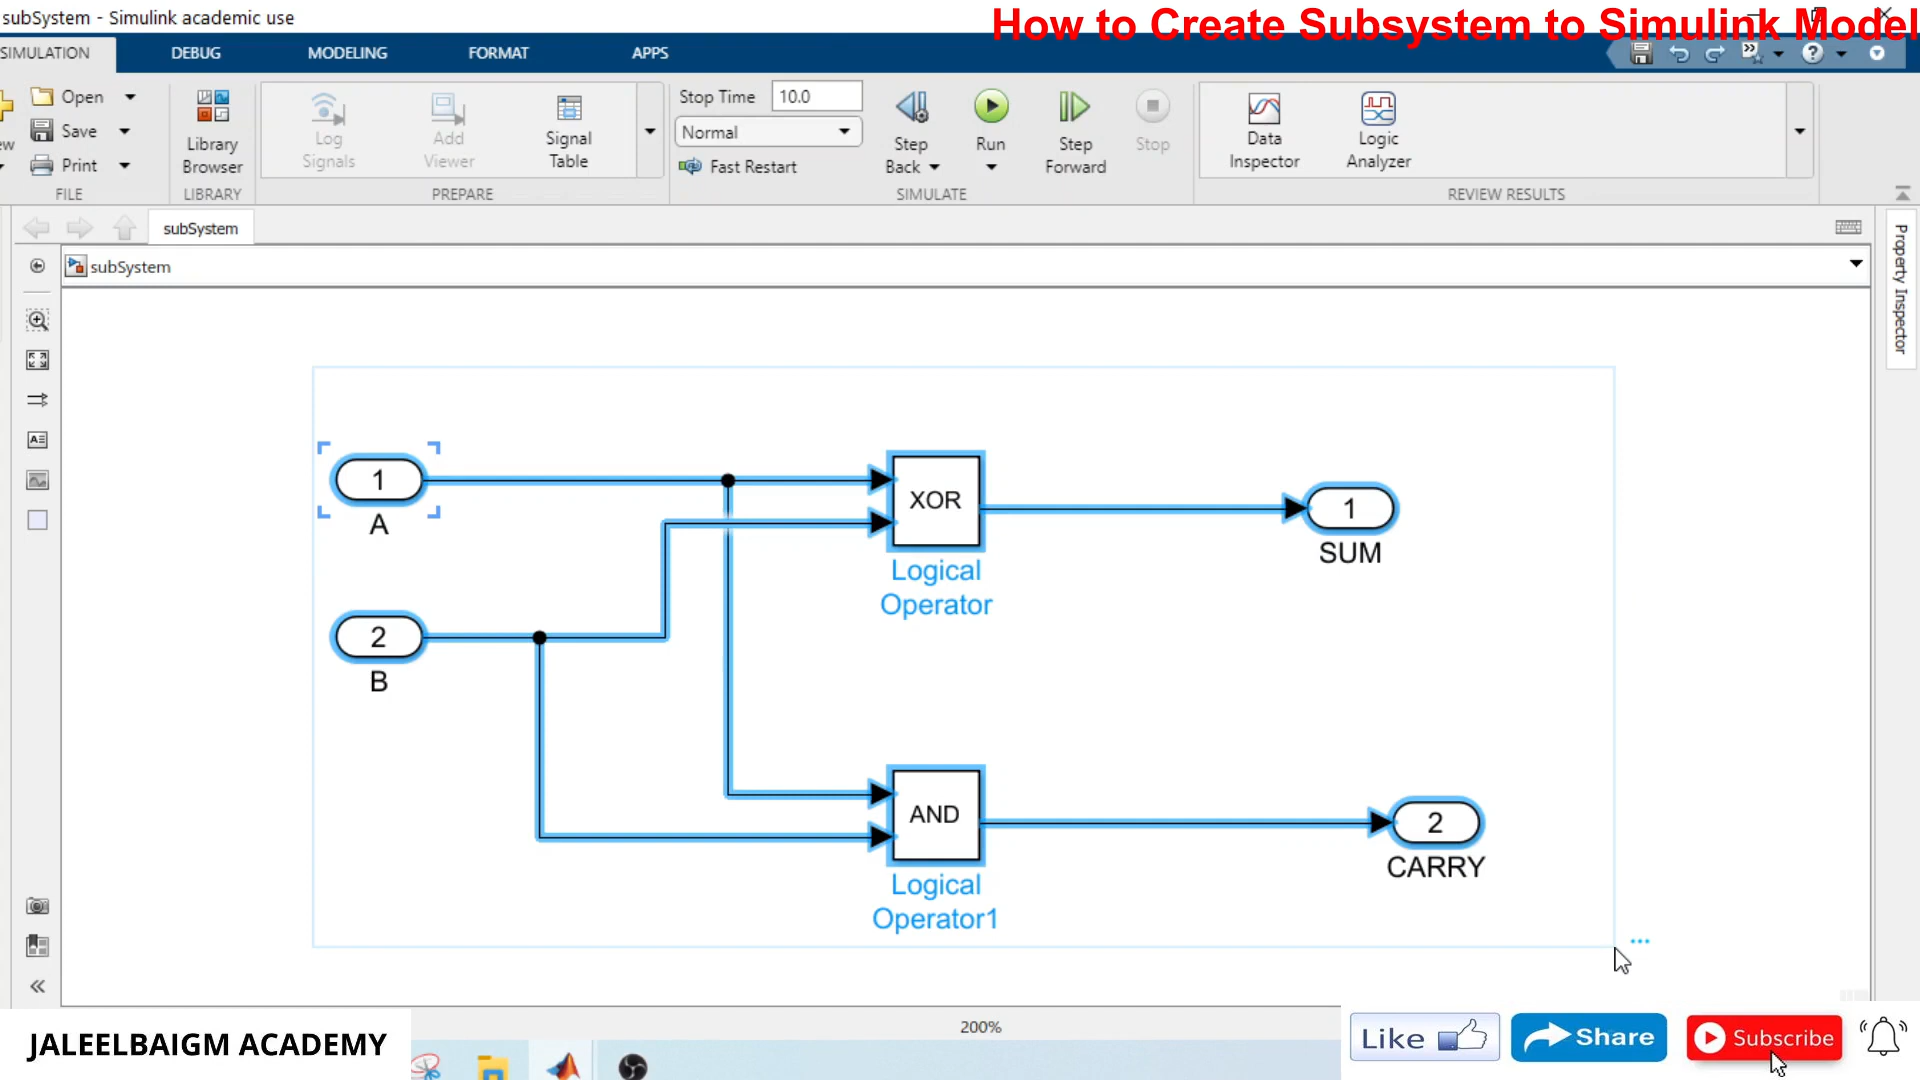 subSystem - Simulink academic use
How to Create Subsystem to Simulink Model
SIMULATION DEBUG MODELING FORMAT APPS
Open
Save
Print
FILE
Library
Browser
LIBRARY
Log
Signals
Add
Viewer
Signal
Table
PREPARE
Stop Time 10.0
Normal
Fast Restart
Step
Back
Run
Step
Forward
Stop
SIMULATE
Data
Inspector
Logic
Analyzer
REVIEW RESULTS
subSystem
subSystem
Property Inspector
1
A
XOR
Logical
Operator
1
SUM
2
B
AND
Logical
Operator1
2
CARRY
200%
JALEELBAIGM ACADEMY
Like
Share
Subscribe